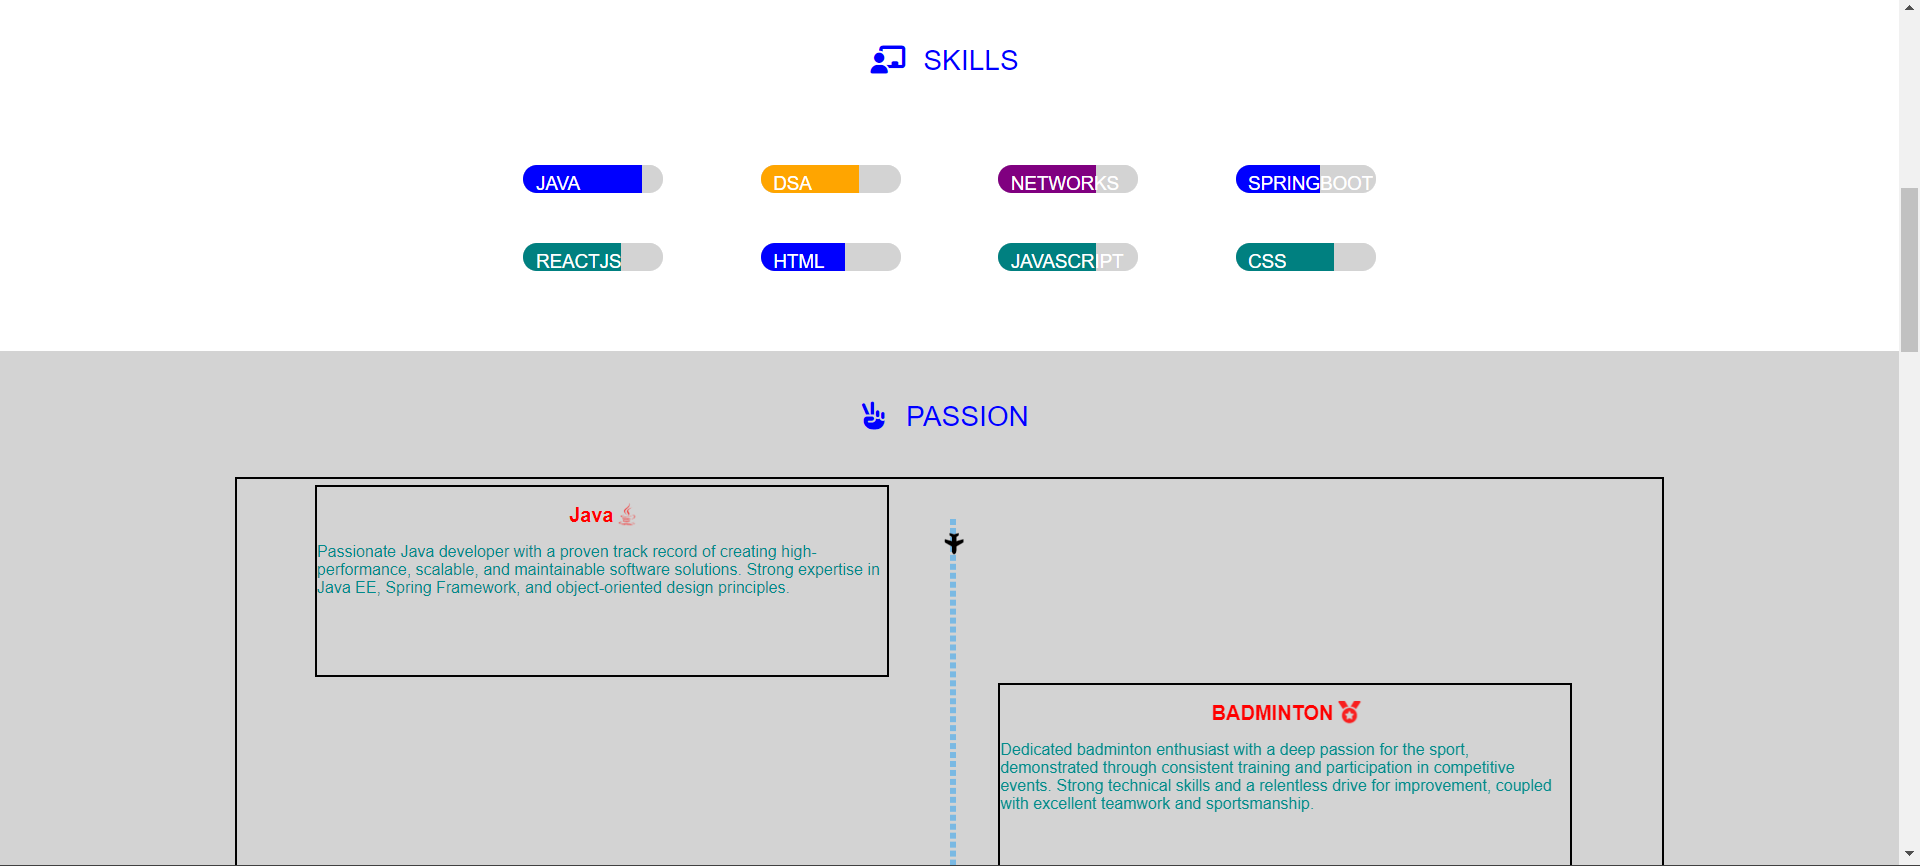 SKILLS
JAVA
DSA
NETWORKS
SPRINGBOOT
REACTJS
HTML
JAVASCRIPT
CSS
PASSION
Java
Passionate Java developer with a proven track record of creating high-
performance, scalable, and maintainable software solutions. Strong expertise in
Java EE, Spring Framework, and object-oriented design principles.
BADMINTON
Dedicated badminton enthusiast with a deep passion for the sport,
demonstrated through consistent training and participation in competitive
events. Strong technical skills and a relentless drive for improvement, coupled
with excellent teamwork and sportsmanship.